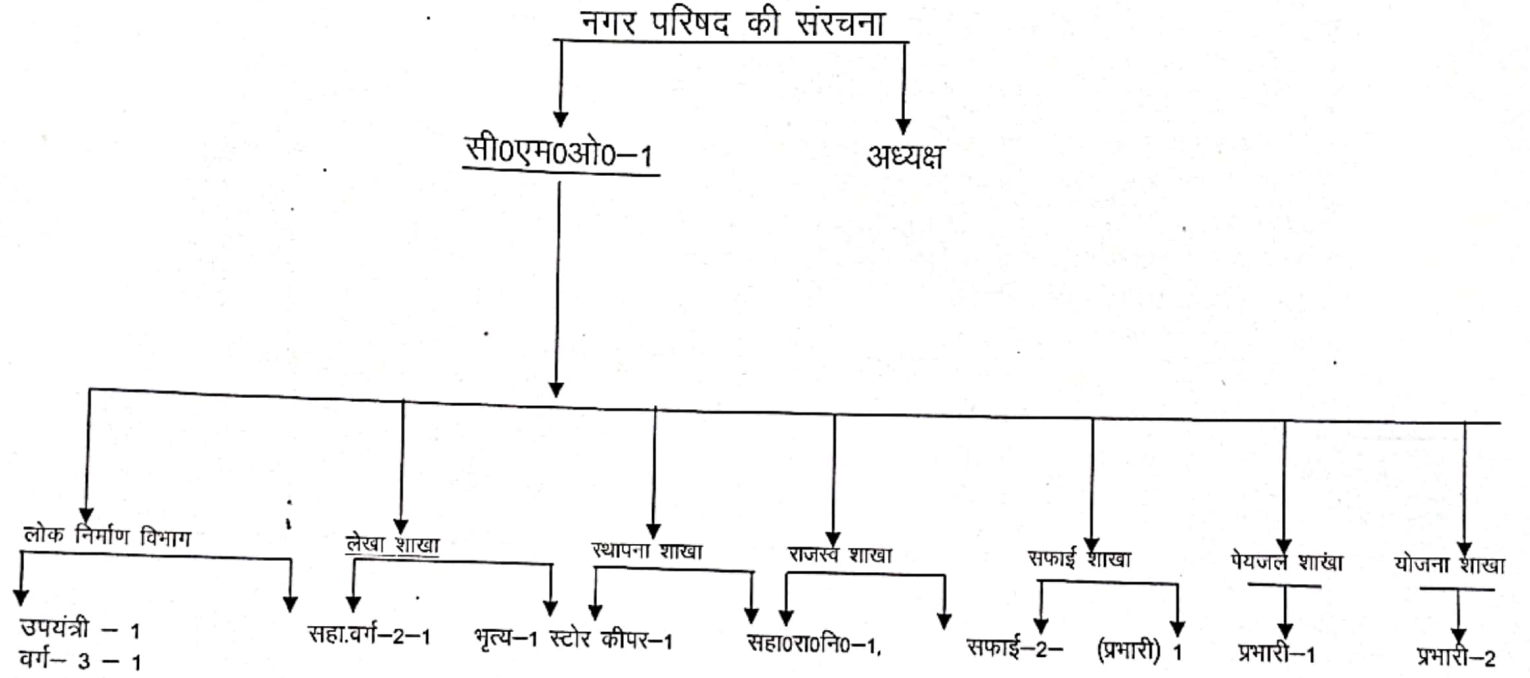 नगर परिषद की संरचना
सी0एम0ओ0–1
अध्यक्ष
लोक निर्माण विभाग
लेखा शाखा
स्थापना शाखा
राजस्व शाखा
सफाई शाखा
पेयजल शाखा
योजना शाखा
उपयंत्री – 1
वर्ग– 3 – 1
सहा.वर्ग–2–1
भृत्य–1
स्टोर कीपर–1
सहा0रा0नि0–1,
सफाई–2–
(प्रभारी) 1
प्रभारी–1
प्रभारी–2